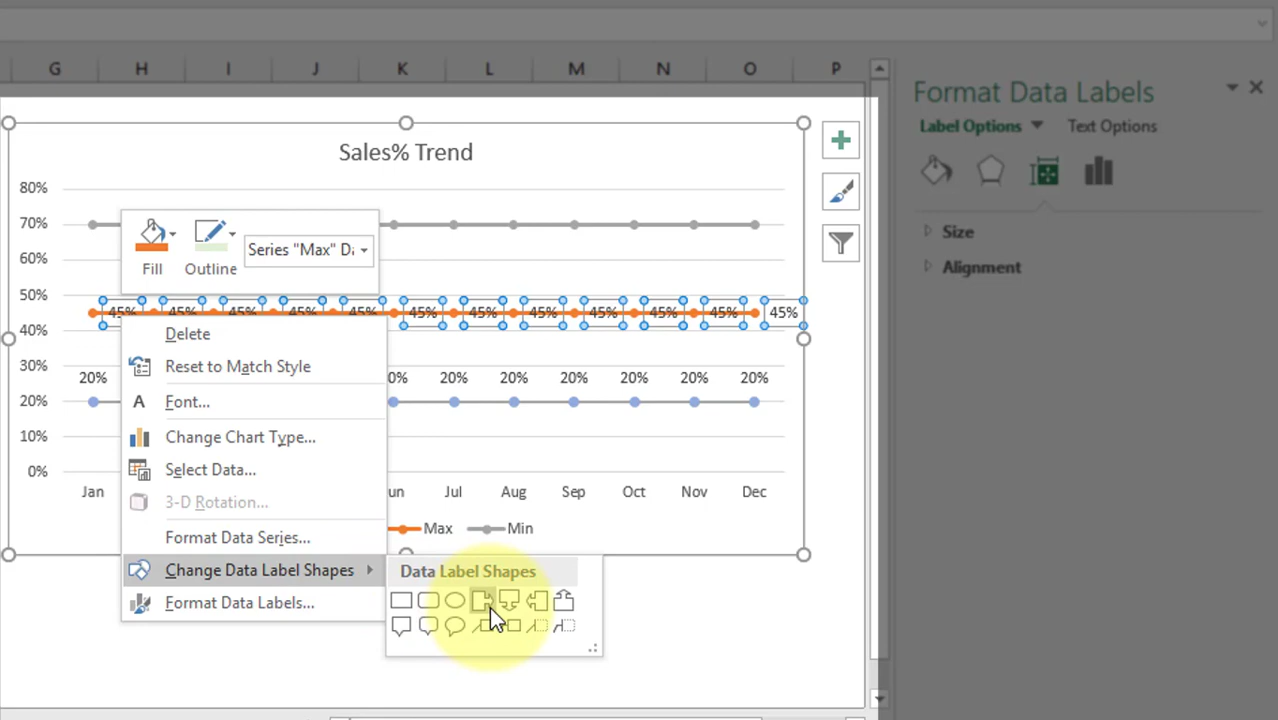 G H I J K L M N O P
Format Data Labels
Label Options Text Options
Size
Alignment
Sales% Trend
80%
70%
60%
50%
40%
30%
20%
10%
0%
Fill Outline Series "Max" Da
45% 45% 45% 45% 45% 45% 45% 45% 45% 45% 45% 45%
20% 0% 20% 20% 20% 20% 20% 20%
Jan un Jul Aug Sep Oct Nov Dec
Max Min
Delete
Reset to Match Style
Font...
Change Chart Type...
Select Data...
3-D Rotation...
Format Data Series...
Change Data Label Shapes
Format Data Labels...
Data Label Shapes